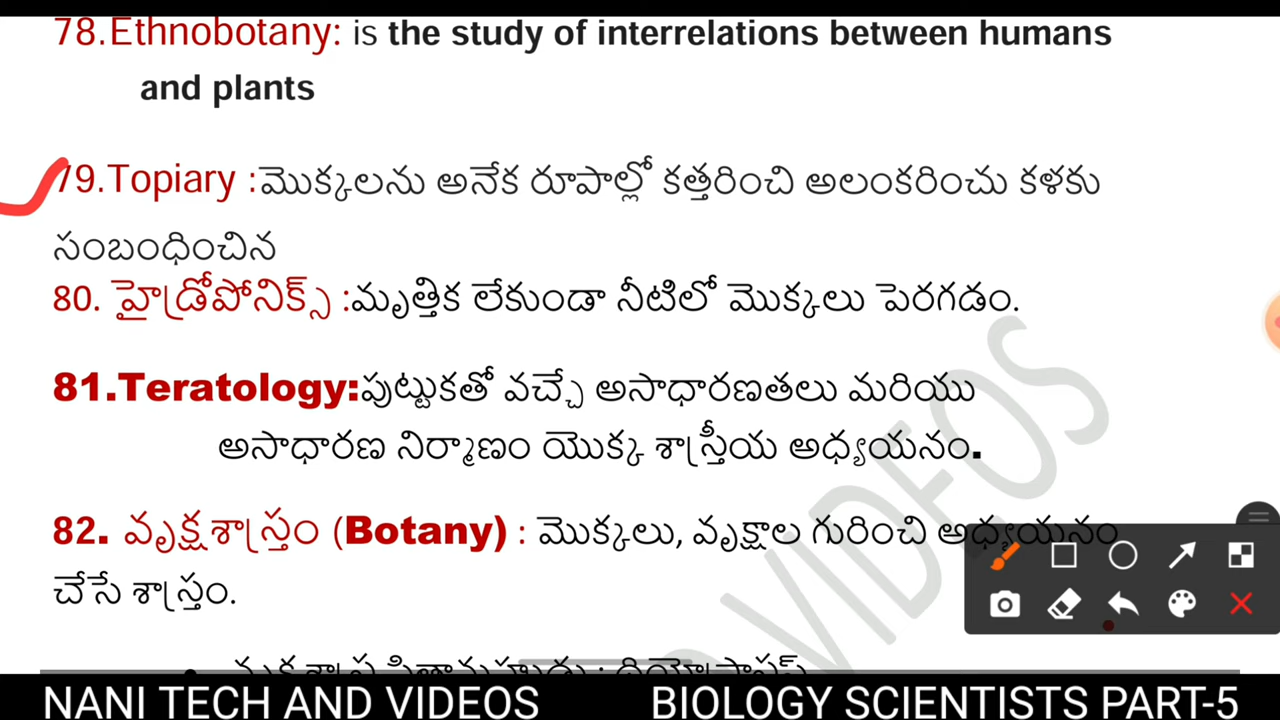 78.Ethnobotany: is the study of interrelations between humans
and plants
79.Topiary :మొక్కలను అనేక రూపాల్లో కత్తరించి అలంకరించు కళకు
సంబంధించిన
80. హైడ్రోపోనిక్స్ :మృత్తిక లేకుండా నీటిలో మొక్కలు పెరగడం.
81.Teratology:పుట్టుకతో వచ్చే అసాధారణతలు మరియు
అసాధారణ నిర్మాణం యొక్క శాస్త్రీయ అధ్యయనం.
82. వృక్షశాస్త్రం (Botany) : మొక్కలు, వృక్షాల గురించి అధ్యయనం
చేసే శాస్త్రం.
VIDEOS
NANI TECH AND VIDEOS BIOLOGY SCIENTISTS PART-5